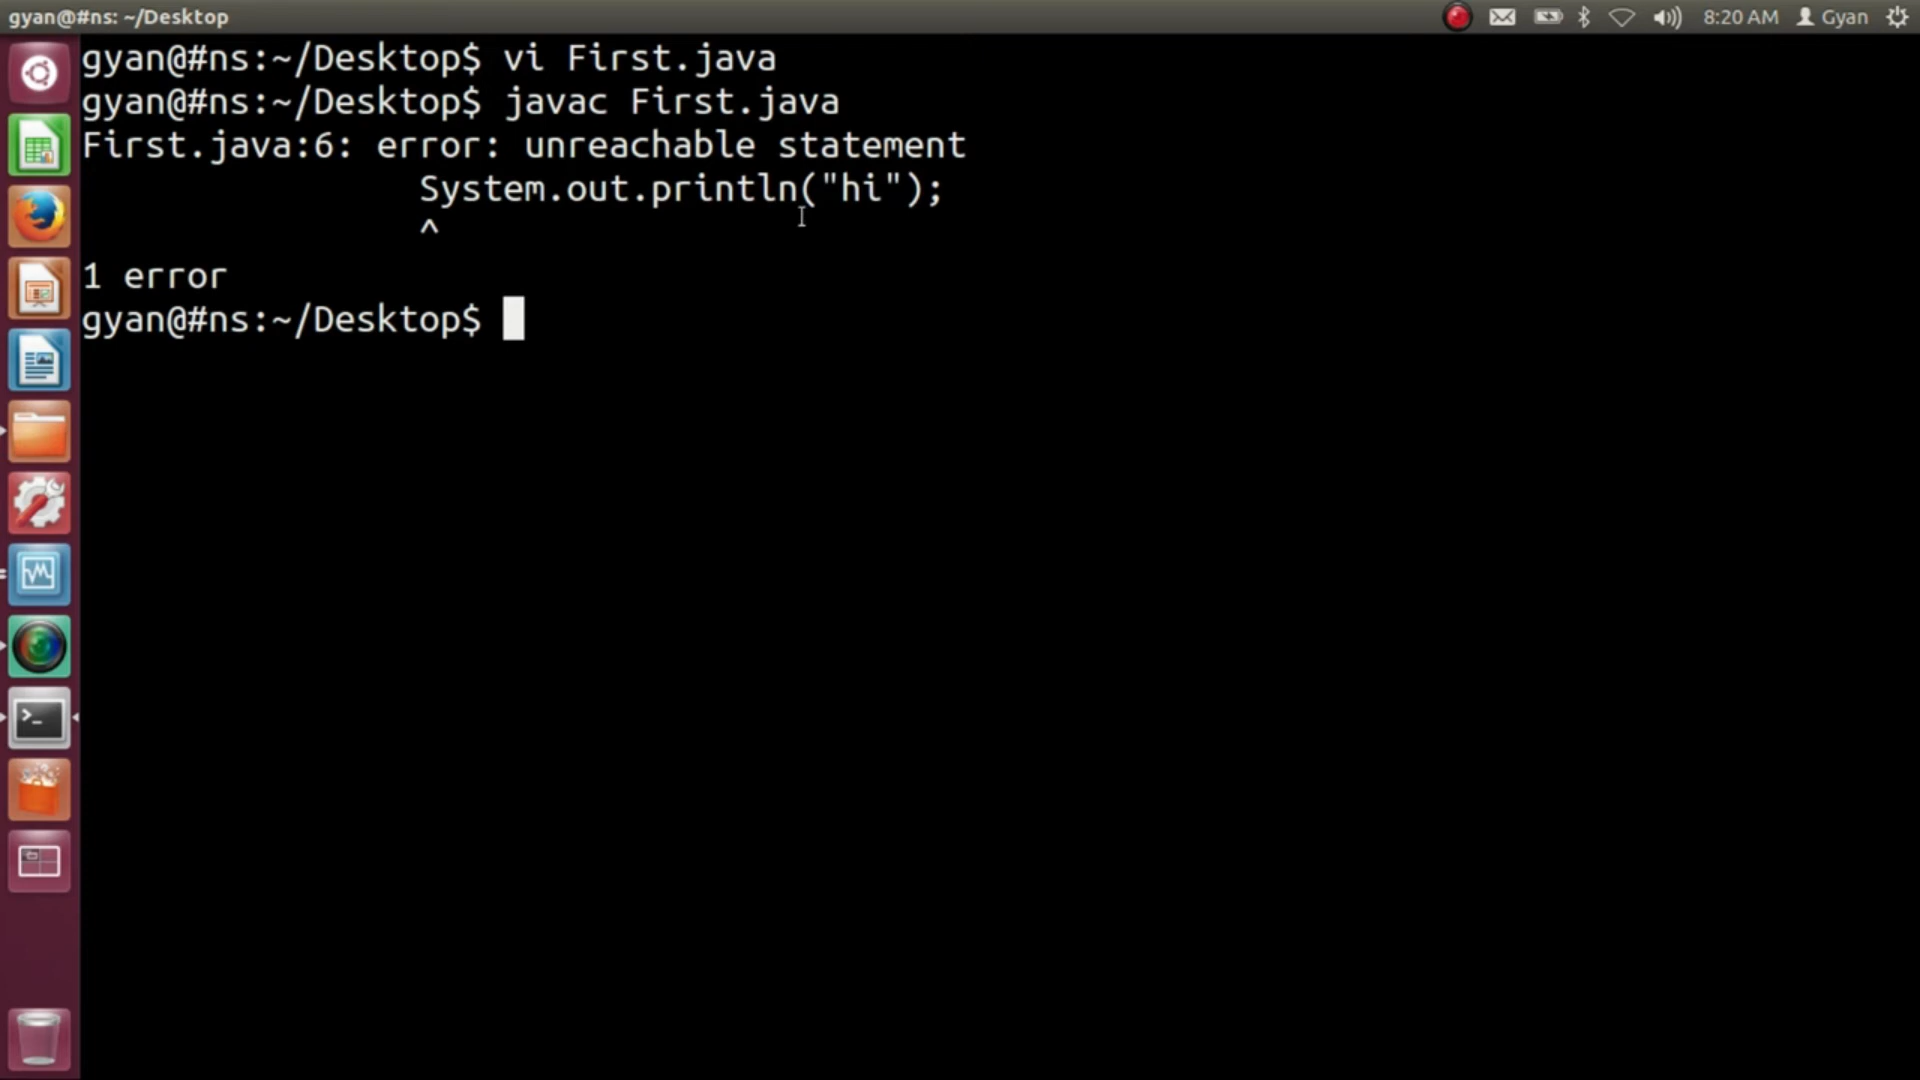 gyan@#ns: ~/Desktop
8:20 AM
Gyan
gyan@#ns:~/Desktop$ vi First.java
gyan@#ns:~/Desktop$ javac First.java
First.java:6: error: unreachable statement
System.out.println("hi");
^
1 error
gyan@#ns:~/Desktop$